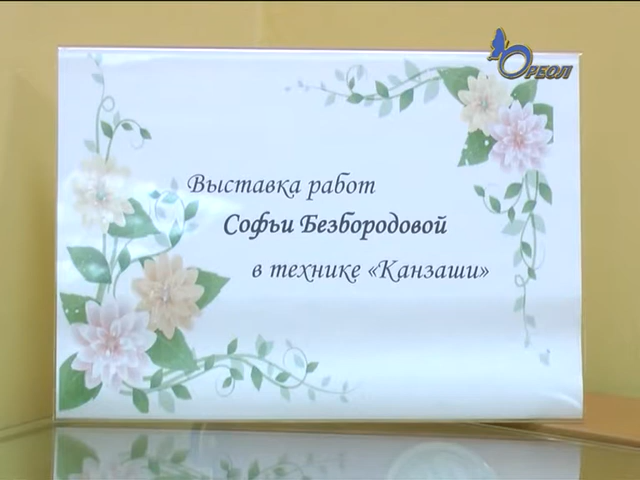 Ореол
Выставка работ
Софьи Безбородовой
в технике «Канзаши»